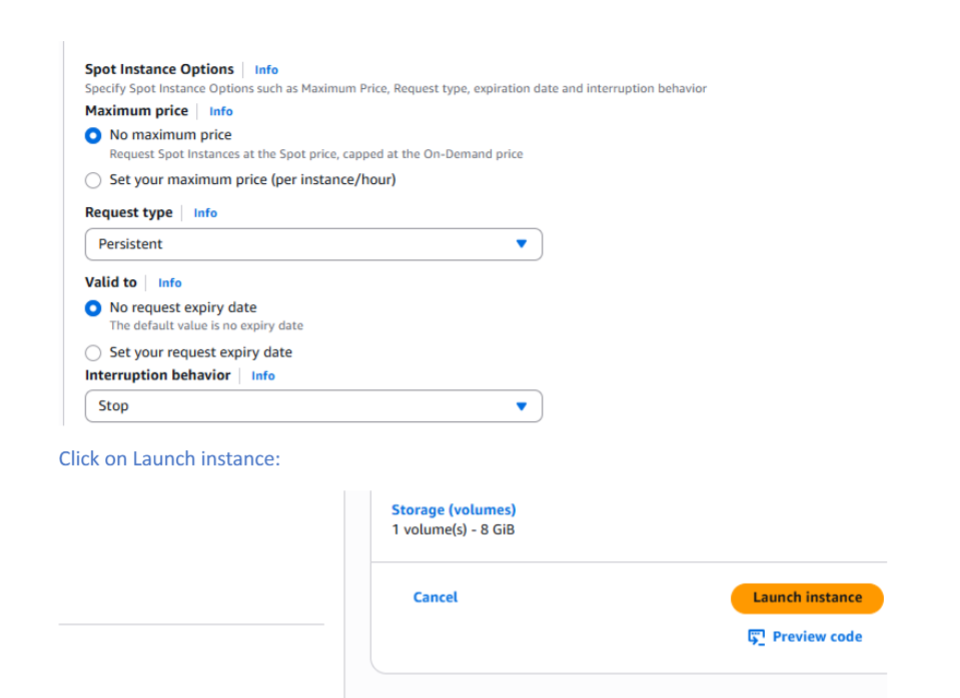 Spot Instance Options Info
Specify Spot Instance Options such as Maximum Price, Request type, expiration date and interruption behavior
Maximum price Info
No maximum price
Request Spot Instances at the Spot price, capped at the On-Demand price
Set your maximum price (per instance/hour)
Request type Info
Persistent
Valid to Info
No request expiry date
The default value is no expiry date
Set your request expiry date
Interruption behavior Info
Stop
Click on Launch instance:
Storage (volumes)
1 volume(s) - 8 GiB
Cancel Launch instance
Preview code